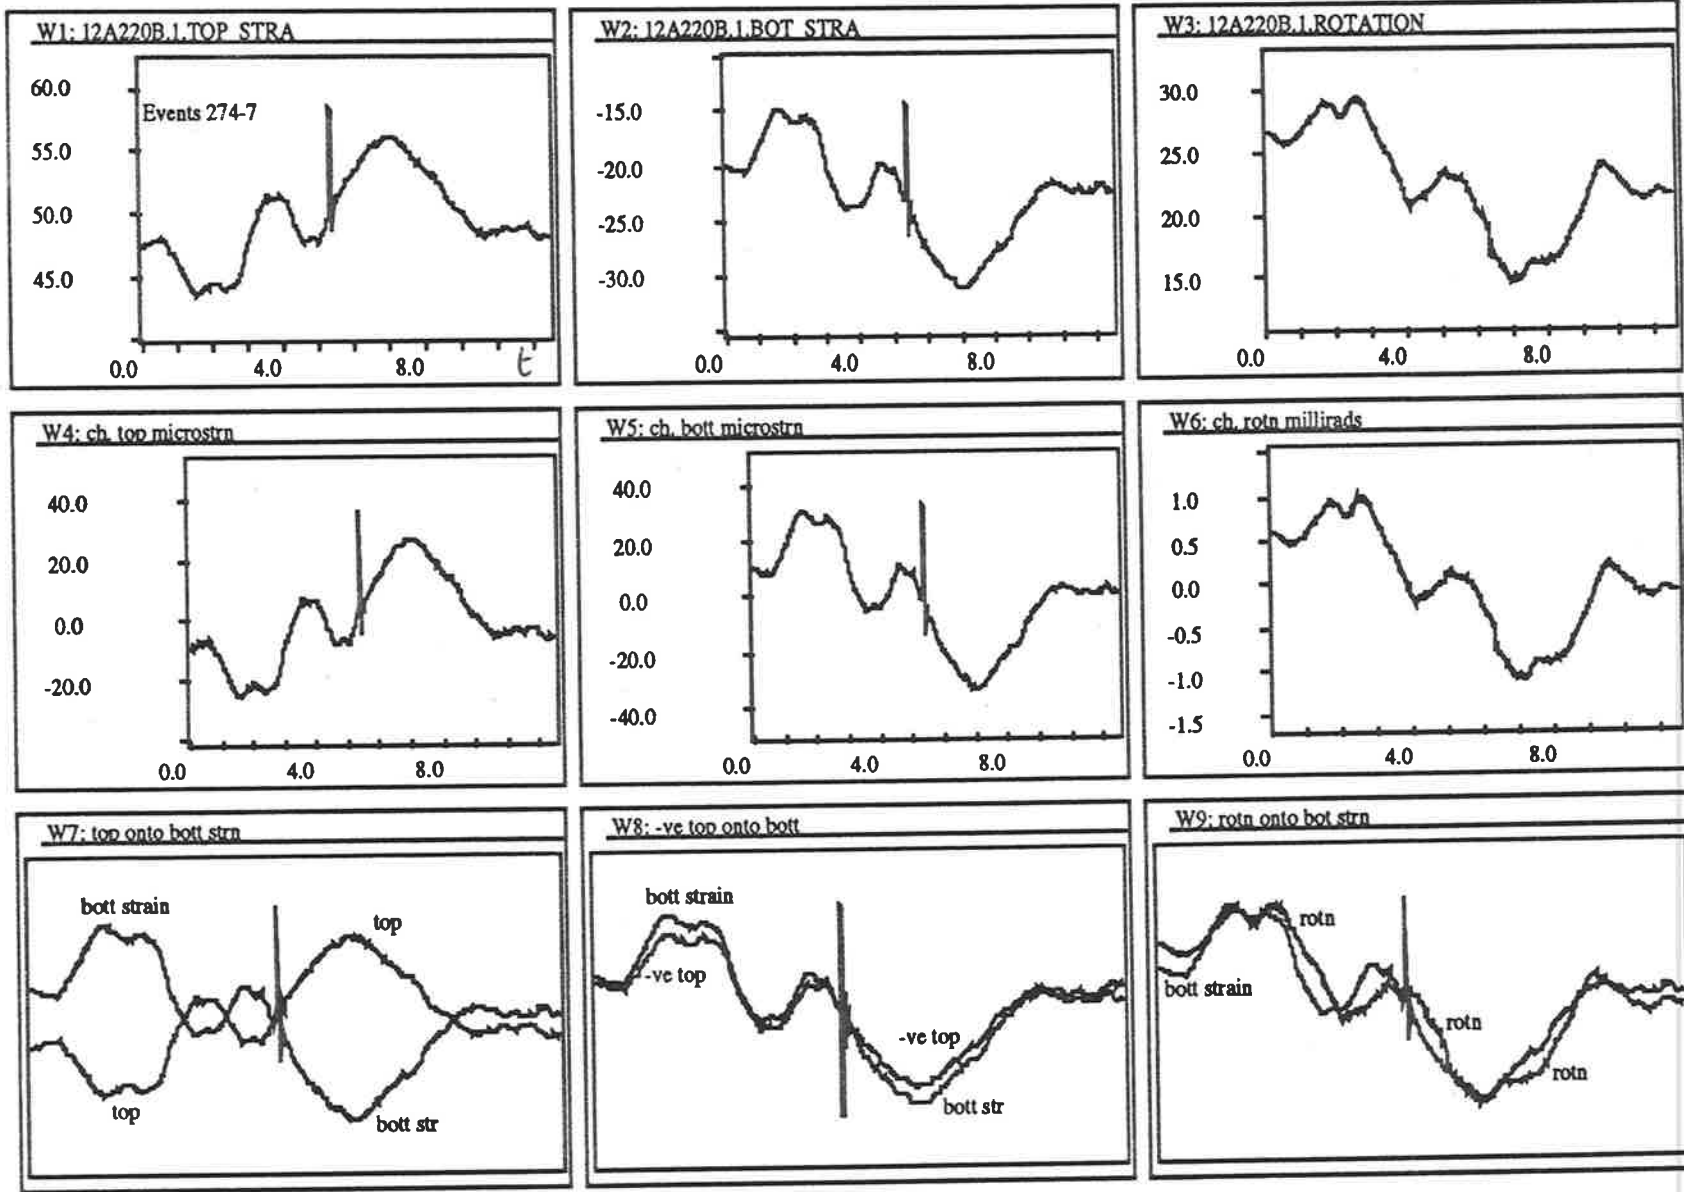 W1: 12A220B.1.TOP_STRA
60.0
Events 274-7
55.0
50.0
45.0
0.0 4.0 8.0 t
W2: 12A220B.1.BOT_STRA
-15.0
-20.0
-25.0
-30.0
0.0 4.0 8.0
W3: 12A220B.1.ROTATION
30.0
25.0
20.0
15.0
0.0 4.0 8.0
W4: ch. top microstrn
40.0
20.0
0.0
-20.0
0.0 4.0 8.0
W5: ch. bott microstrn
40.0
20.0
0.0
-20.0
-40.0
0.0 4.0 8.0
W6: ch. rotn millirads
1.0
0.5
0.0
-0.5
-1.0
-1.5
0.0 4.0 8.0
W7: top onto bott strn
bott strain
top
top
bott str
W8: -ve top onto bott
bott strain
-ve top
-ve top
bott str
W9: rotn onto bot strn
rotn
bott strain
rotn
rotn